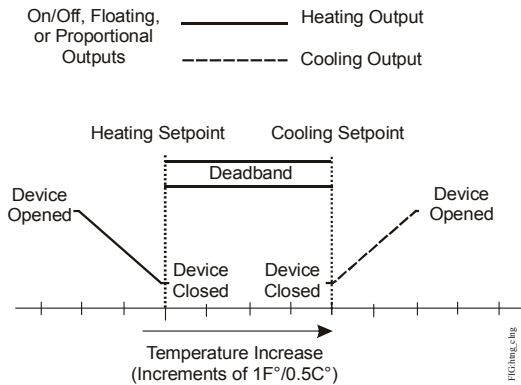 On/Off, Floating,
or Proportional
Outputs
Heating Output
Cooling Output
Heating Setpoint
Cooling Setpoint
Deadband
Device
Opened
Device
Opened
Device
Closed
Device
Closed
Temperature Increase
(Increments of 1F°/0.5C°)
FIG:htng_clng